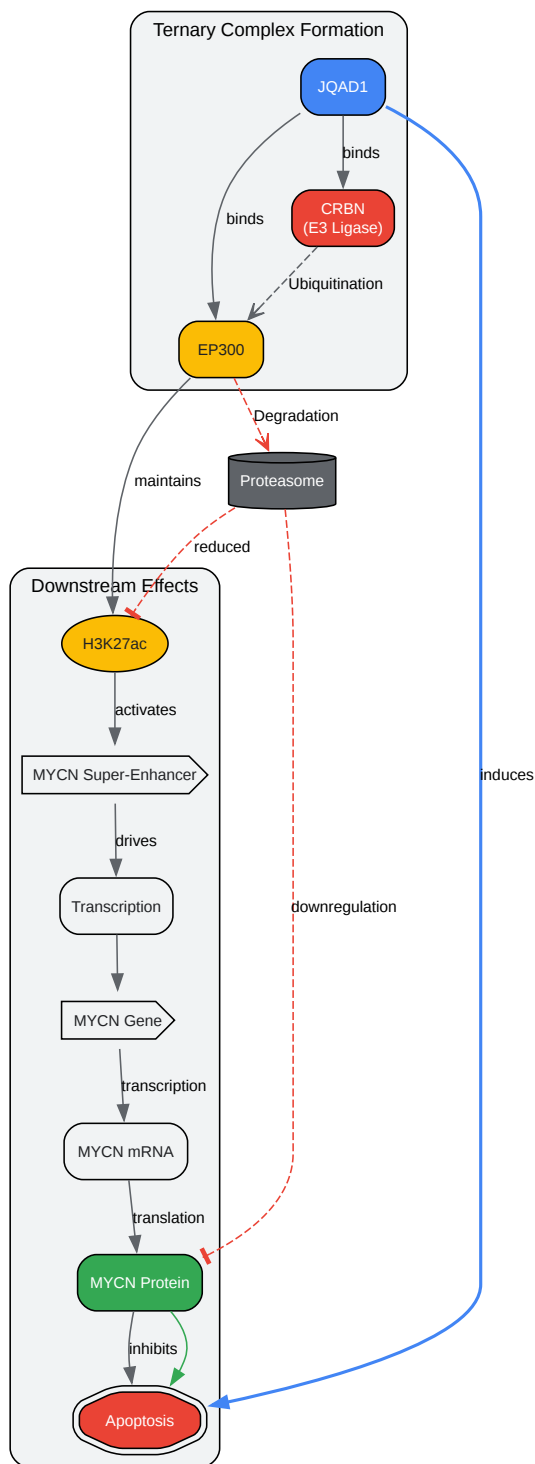 Ternary Complex Formation
JQAD1
binds
CRBN
(E3 Ligase)
binds
Ubiquitination
EP300
Degradation
maintains
Proteasome
reduced
Downstream Effects
H3K27ac
activates
MYCN Super-Enhancer
induces
drives
Transcription
downregulation
MYCN Gene
transcription
MYCN mRNA
translation
MYCN Protein
inhibits
Apoptosis